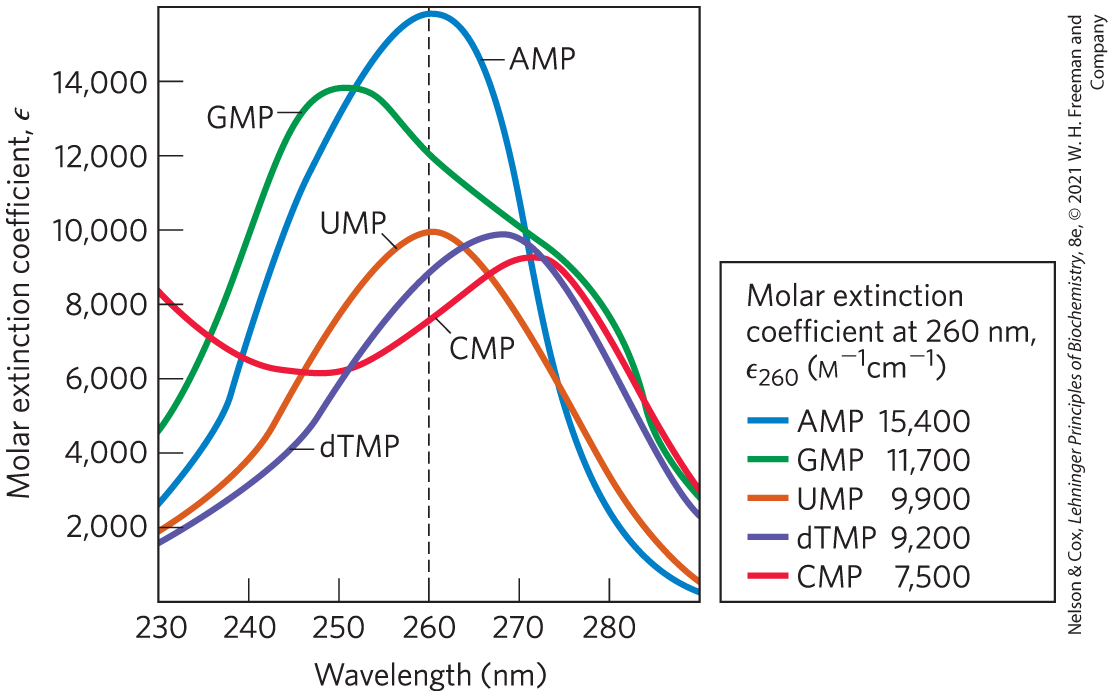 Molar extinction coefficient, ϵ
14,000
12,000
10,000
8,000
6,000
4,000
2,000
AMP
GMP
UMP
CMP
dTMP
230 240 250 260 270 280
Wavelength (nm)
Molar extinction
coefficient at 260 nm,
ϵ₂₆₀ (M⁻¹cm⁻¹)
AMP 15,400
GMP 11,700
UMP 9,900
dTMP 9,200
CMP 7,500
Nelson & Cox, Lehninger Principles of Biochemistry, 8e, © 2021 W. H. Freeman and
Company